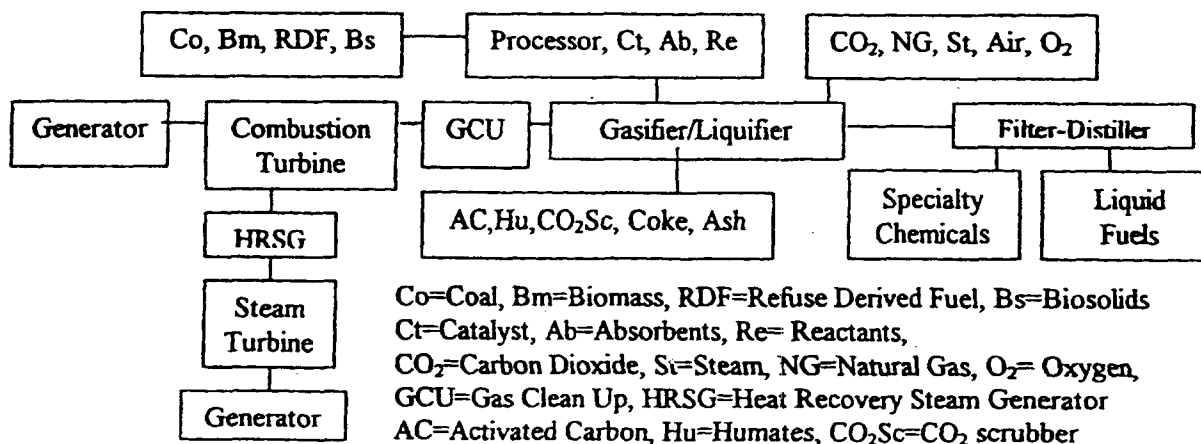 Co, Bm, RDF, Bs
Processor, Ct, Ab, Re
CO₂, NG, St, Air, O₂
Generator
Combustion
Turbine
GCU
Gasifier/Liquifier
Filter-Distiller
HRSG
AC,Hu,CO₂Sc, Coke, Ash
Specialty
Chemicals
Liquid
Fuels
Steam
Turbine
Generator
Co=Coal, Bm=Biomass, RDF=Refuse Derived Fuel, Bs=Biosolids
Ct=Catalyst, Ab=Absorbents, Re= Reactants,
CO₂=Carbon Dioxide, St=Steam, NG=Natural Gas, O₂= Oxygen,
GCU=Gas Clean Up, HRSG=Heat Recovery Steam Generator
AC=Activated Carbon, Hu=Humates, CO₂Sc=CO₂ scrubber